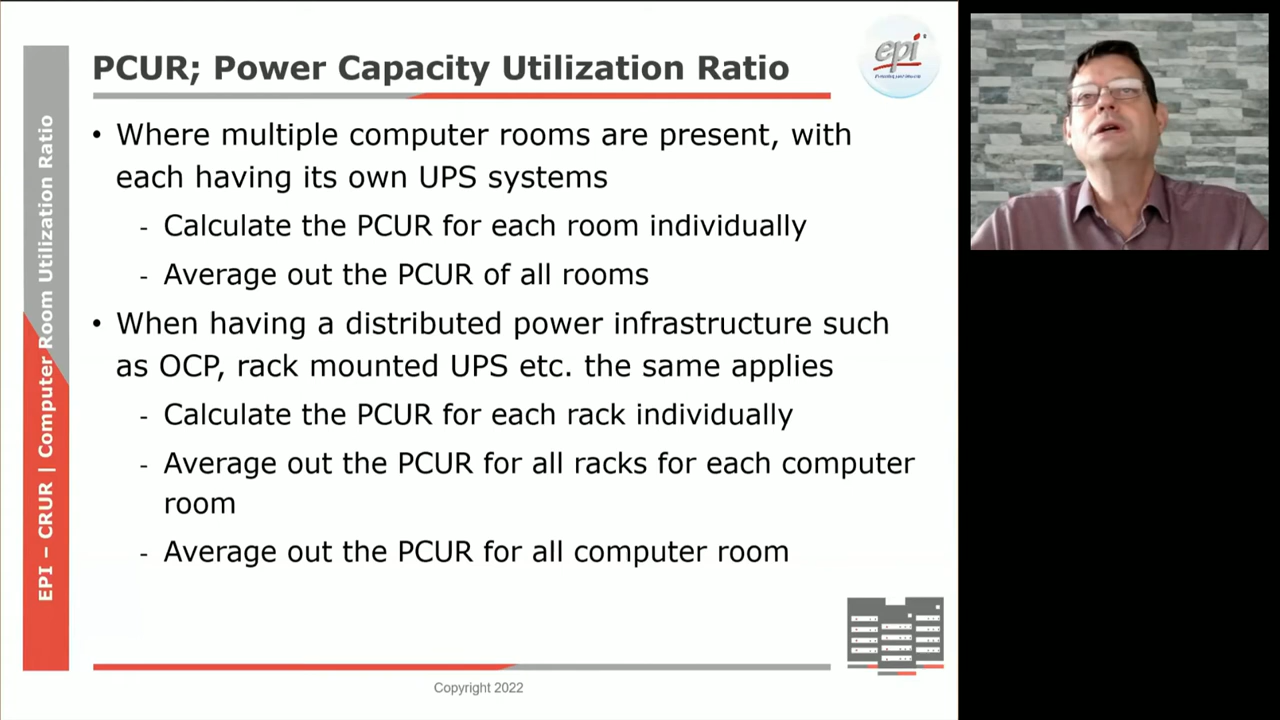 PCUR; Power Capacity Utilization Ratio
epi
• Where multiple computer rooms are present, with
each having its own UPS systems
- Calculate the PCUR for each room individually
- Average out the PCUR of all rooms
• When having a distributed power infrastructure such
as OCP, rack mounted UPS etc. the same applies
- Calculate the PCUR for each rack individually
- Average out the PCUR for all racks for each computer
room
- Average out the PCUR for all computer room
EPI – CRUR | Computer Room Utilization Ratio
Copyright 2022